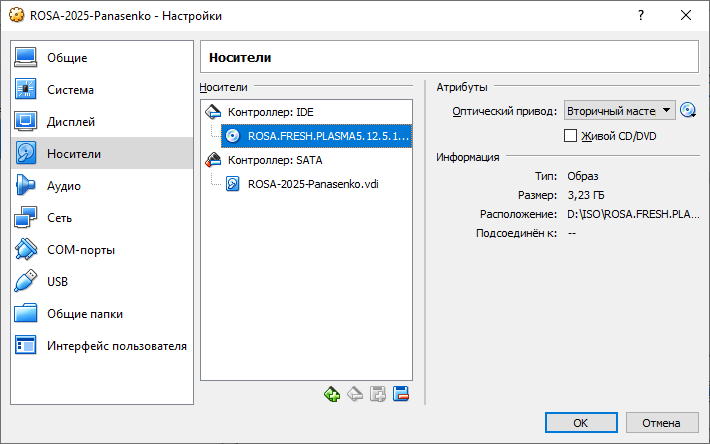 ROSA-2025-Panasenko - Настройки
Общие
Система
Дисплей
Носители
Аудио
Сеть
COM-порты
USB
Общие папки
Интерфейс пользователя
Носители
Носители
Контроллер: IDE
ROSA.FRESH.PLASMA5.12.5.1...
Контроллер: SATA
ROSA-2025-Panasenko.vdi
Атрибуты
Оптический привод: Вторичный масте
Живой CD/DVD
Информация
Тип: Образ
Размер: 3,23 ГБ
Расположение: D:\ISO\ROSA.FRESH.PLA...
Подсоединён к: --
OK
Отмена